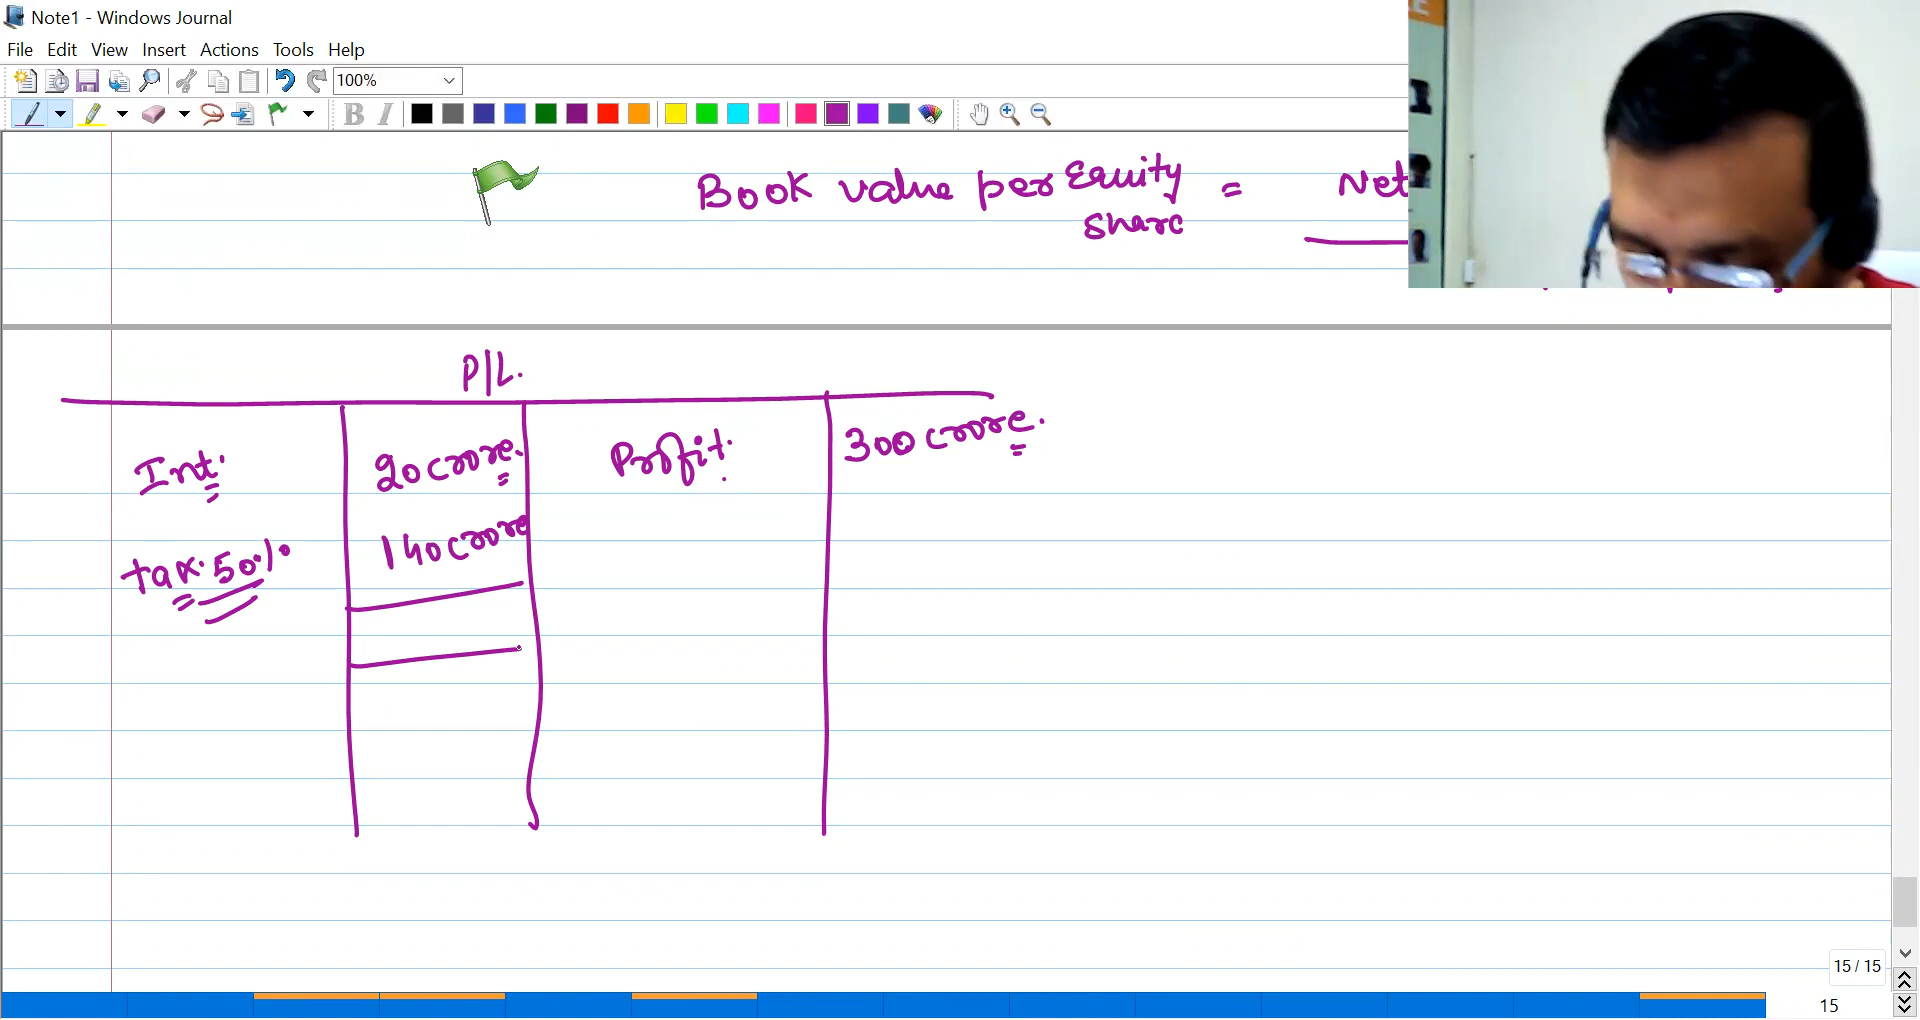 Note1 - Windows Journal
File Edit View Insert Actions Tools Help
100%
B I
Book value per Equity = Net
Share
P/L.
Int. 20 crore. Profit. 300 crore.
tax. 50% 140 crore
15 / 15
15